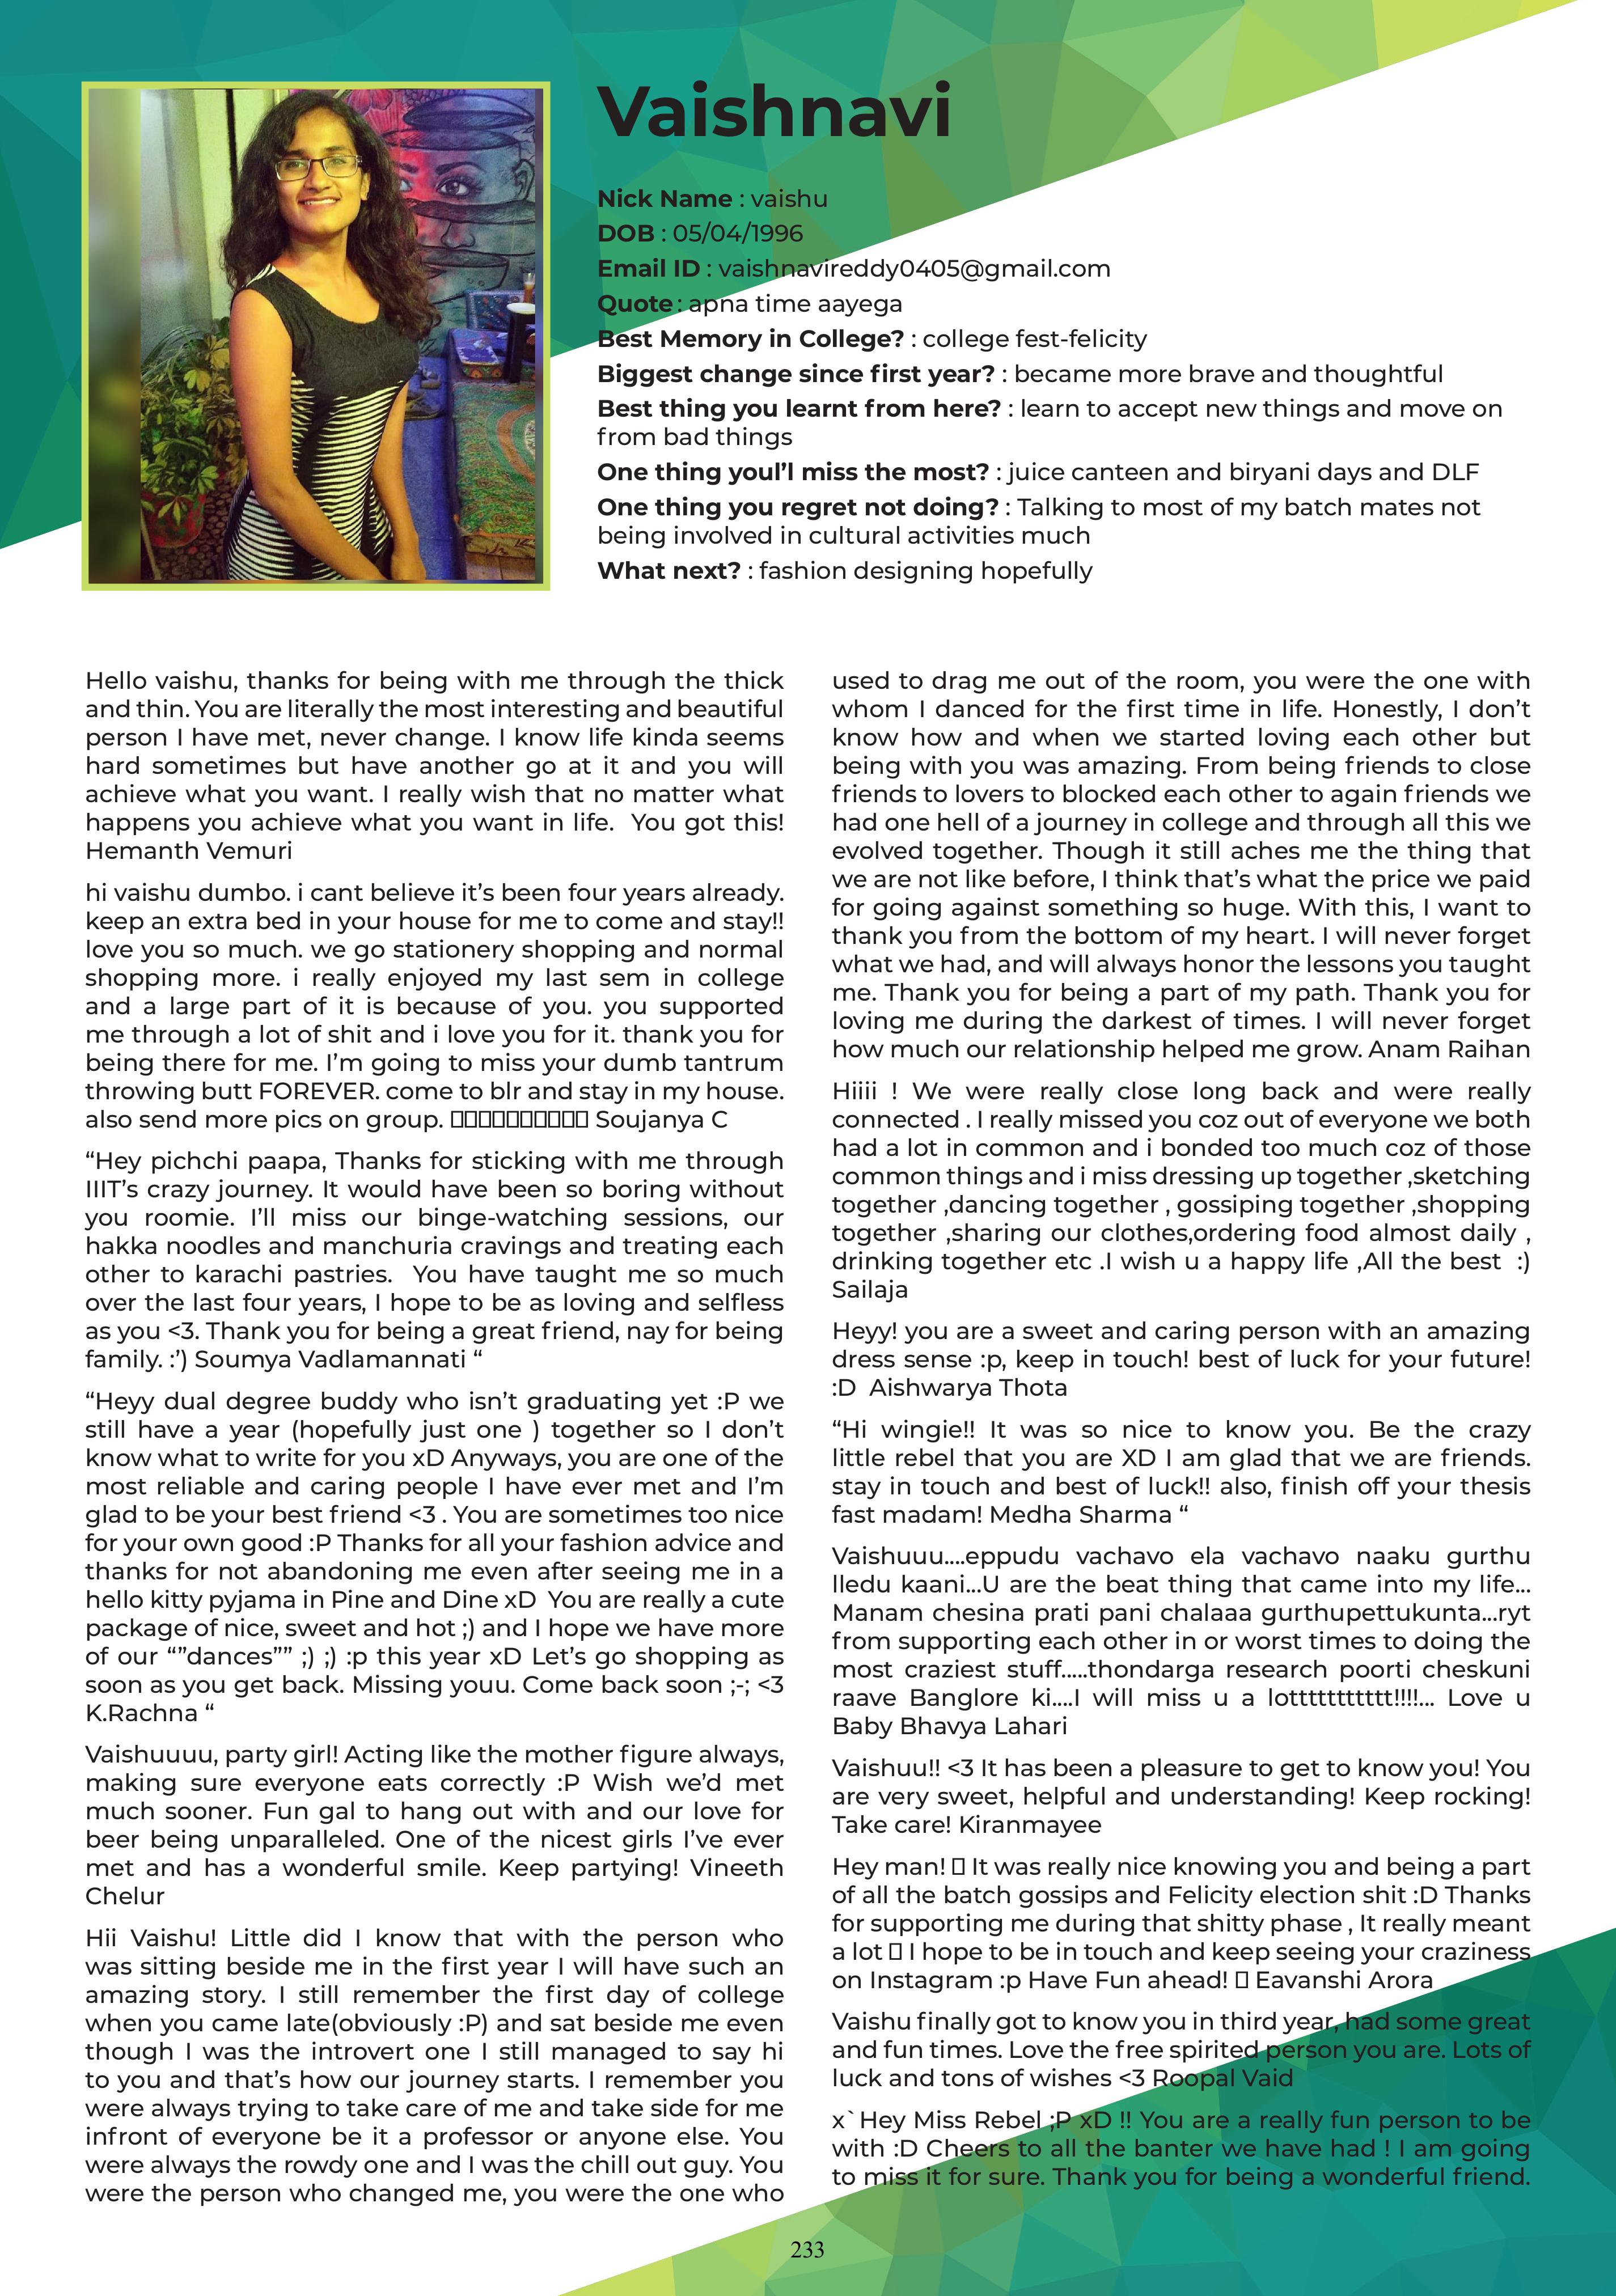 Vaishnavi
Nick Name : vaishu
DOB : 05/04/1996
Email ID : vaishnavireddy0405@gmail.com
Quote : apna time aayega
Best Memory in College? : college fest-felicity
Biggest change since first year? : became more brave and thoughtful
Best thing you learnt from here? : learn to accept new things and move on
from bad things
One thing youl’l miss the most? : juice canteen and biryani days and DLF
One thing you regret not doing? : Talking to most of my batch mates not
being involved in cultural activities much
What next? : fashion designing hopefully
Hello vaishu, thanks for being with me through the thick
and thin. You are literally the most interesting and beautiful
person I have met, never change. I know life kinda seems
hard sometimes but have another go at it and you will
achieve what you want. I really wish that no matter what
happens you achieve what you want in life.  You got this!
Hemanth Vemuri
hi vaishu dumbo. i cant believe it’s been four years already.
keep an extra bed in your house for me to come and stay!!
love you so much. we go stationery shopping and normal
shopping more. i really enjoyed my last sem in college
and a large part of it is because of you. you supported
me through a lot of shit and i love you for it. thank you for
being there for me. I’m going to miss your dumb tantrum
throwing butt FOREVER. come to blr and stay in my house.
also send more pics on group. Soujanya C
“Hey pichchi paapa, Thanks for sticking with me through
IIIT’s crazy journey. It would have been so boring without
you roomie. I’ll miss our binge-watching sessions, our
hakka noodles and manchuria cravings and treating each
other to karachi pastries.  You have taught me so much
over the last four years, I hope to be as loving and selfless
as you <3. Thank you for being a great friend, nay for being
family. :’) Soumya Vadlamannati “
“Heyy dual degree buddy who isn’t graduating yet :P we
still have a year (hopefully just one ) together so I don’t
know what to write for you xD Anyways, you are one of the
most reliable and caring people I have ever met and I’m
glad to be your best friend <3 . You are sometimes too nice
for your own good :P Thanks for all your fashion advice and
thanks for not abandoning me even after seeing me in a
hello kitty pyjama in Pine and Dine xD  You are really a cute
package of nice, sweet and hot ;) and I hope we have more
of our “”dances”” ;) ;) :p this year xD Let’s go shopping as
soon as you get back. Missing youu. Come back soon ;-; <3
K.Rachna “
Vaishuuuu, party girl! Acting like the mother figure always,
making sure everyone eats correctly :P Wish we’d met
much sooner. Fun gal to hang out with and our love for
beer being unparalleled. One of the nicest girls I’ve ever
met and has a wonderful smile. Keep partying! Vineeth
Chelur
Hii Vaishu! Little did I know that with the person who
was sitting beside me in the first year I will have such an
amazing story. I still remember the first day of college
when you came late(obviously :P) and sat beside me even
though I was the introvert one I still managed to say hi
to you and that’s how our journey starts. I remember you
were always trying to take care of me and take side for me
infront of everyone be it a professor or anyone else. You
were always the rowdy one and I was the chill out guy. You
were the person who changed me, you were the one who
used to drag me out of the room, you were the one with
whom I danced for the first time in life. Honestly, I don’t
know how and when we started loving each other but
being with you was amazing. From being friends to close
friends to lovers to blocked each other to again friends we
had one hell of a journey in college and through all this we
evolved together. Though it still aches me the thing that
we are not like before, I think that’s what the price we paid
for going against something so huge. With this, I want to
thank you from the bottom of my heart. I will never forget
what we had, and will always honor the lessons you taught
me. Thank you for being a part of my path. Thank you for
loving me during the darkest of times. I will never forget
how much our relationship helped me grow. Anam Raihan
Hiiii ! We were really close long back and were really
connected . I really missed you coz out of everyone we both
had a lot in common and i bonded too much coz of those
common things and i miss dressing up together ,sketching
together ,dancing together , gossiping together ,shopping
together ,sharing our clothes,ordering food almost daily ,
drinking together etc .I wish u a happy life ,All the best  :)
Sailaja
Heyy! you are a sweet and caring person with an amazing
dress sense :p, keep in touch! best of luck for your future!
:D  Aishwarya Thota
“Hi wingie!! It was so nice to know you. Be the crazy
little rebel that you are XD I am glad that we are friends.
stay in touch and best of luck!! also, finish off your thesis
fast madam! Medha Sharma “
Vaishuuu....eppudu vachavo ela vachavo naaku gurthu
lledu kaani...U are the beat thing that came into my life...
Manam chesina prati pani chalaaa gurthupettukunta...ryt
from supporting each other in or worst times to doing the
most craziest stuff.....thondarga research poorti cheskuni
raave Banglore ki....I will miss u a lottttttttttt!!!!... Love u
Baby Bhavya Lahari
Vaishuu!! <3 It has been a pleasure to get to know you! You
are very sweet, helpful and understanding! Keep rocking!
Take care! Kiranmayee
Hey man! It was really nice knowing you and being a part
of all the batch gossips and Felicity election shit :D Thanks
for supporting me during that shitty phase , It really meant
a lot I hope to be in touch and keep seeing your craziness
on Instagram :p Have Fun ahead! Eavanshi Arora
Vaishu finally got to know you in third year, had some great
and fun times. Love the free spirited person you are. Lots of
luck and tons of wishes <3 Roopal Vaid
x`Hey Miss Rebel ;P xD !! You are a really fun person to be
with :D Cheers to all the banter we have had ! I am going
to miss it for sure. Thank you for being a wonderful friend.
233